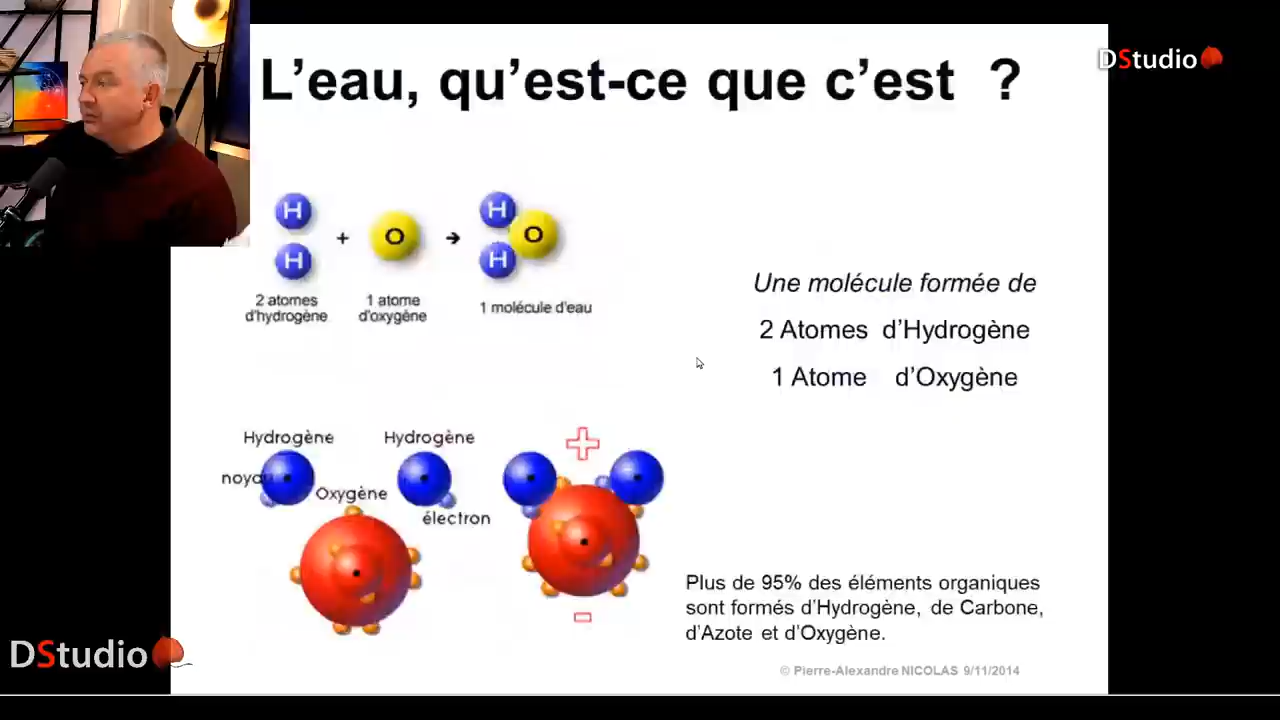 L'eau, qu'est-ce que c'est ?
DStudio
H
H
+
O
H
H
O
2 atomes
d'hydrogène
1 atome
d'oxygène
1 molécule d'eau
Une molécule formée de
2 Atomes d'Hydrogène
1 Atome d'Oxygène
Hydrogène
Hydrogène
Oxygène
électron
+
-
Plus de 95% des éléments organiques
sont formés d'Hydrogène, de Carbone,
d'Azote et d'Oxygène.
DStudio
© Pierre-Alexandre NICOLAS 9/11/2014